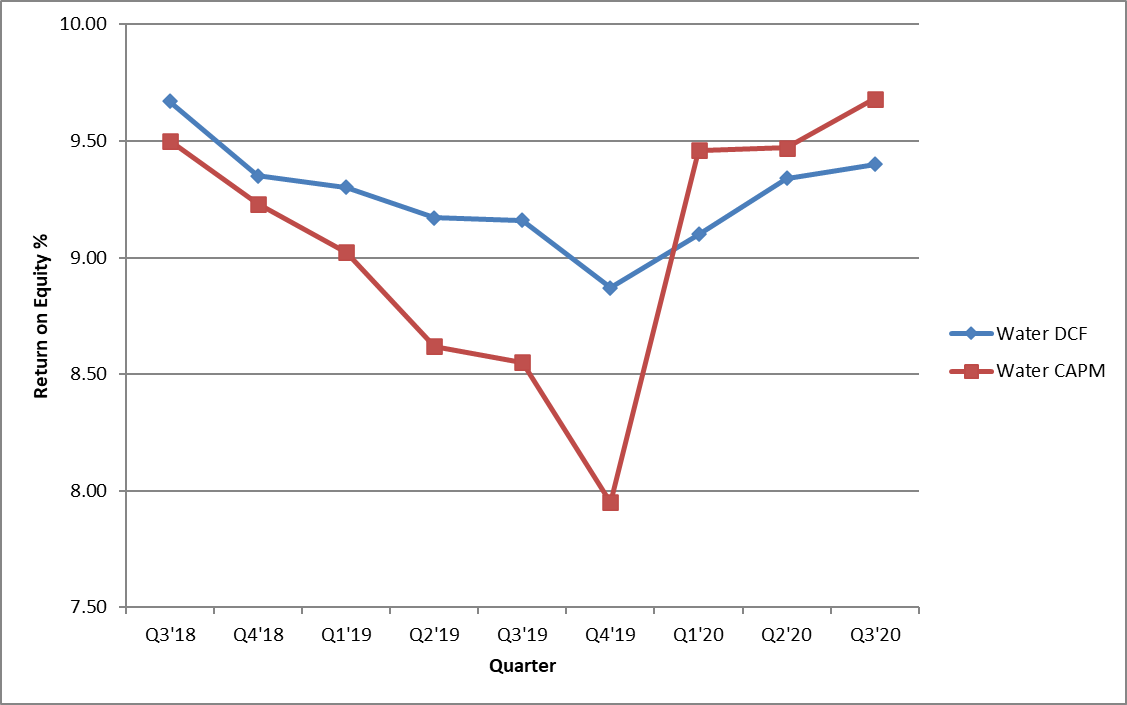 10.00
9.50
9.00
8.50
8.00
7.50
Return on Equity %
Q3'18 Q4'18 Q1'19 Q2'19 Q3'19 Q4'19 Q1'20 Q2'20 Q3'20
Quarter
Water DCF
Water CAPM